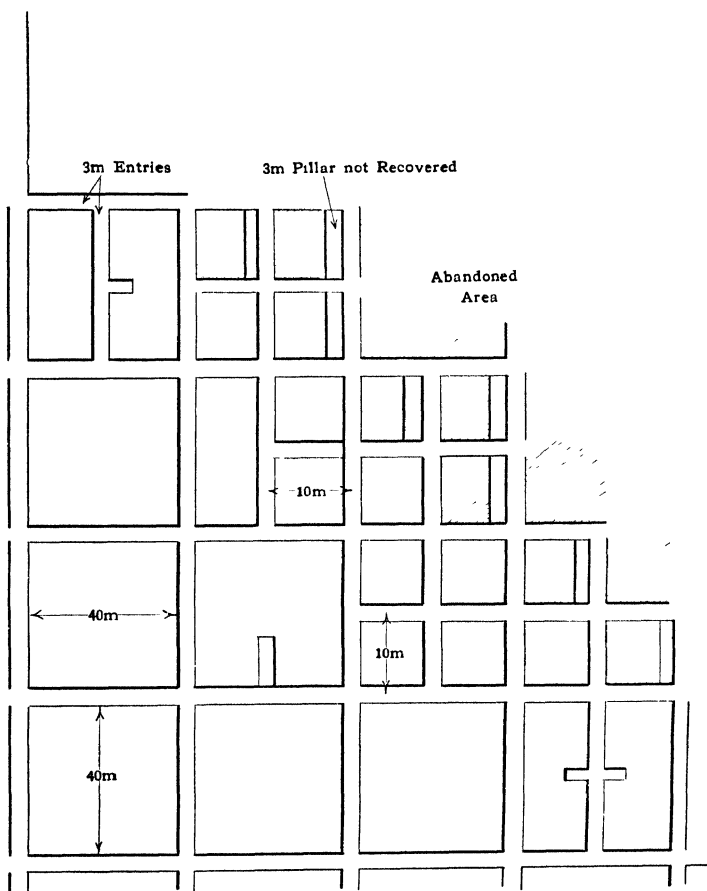 3m Entries
3m Pillar not Recovered
Abandoned
Area
10m
40m
10m
40m